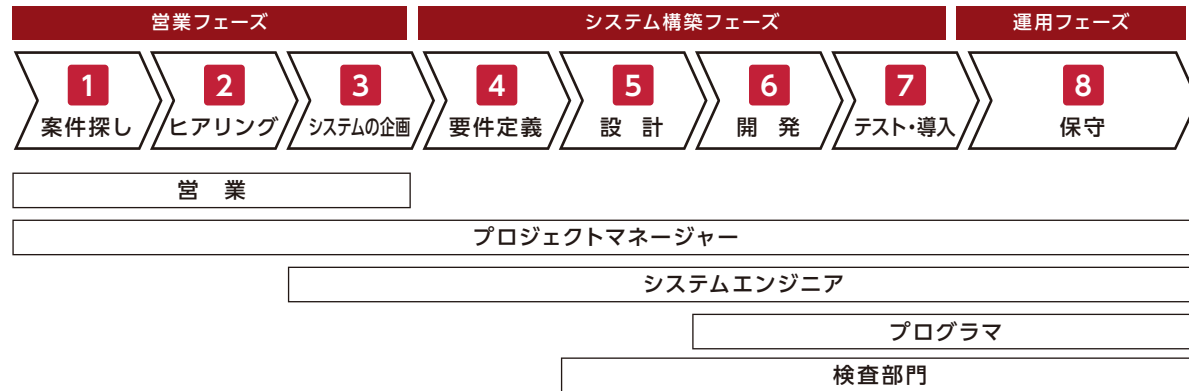 営業フェーズ
システム構築フェーズ
運用フェーズ
1
案件探し
2
ヒアリング
3
システムの企画
4
要件定義
5
設 計
6
開 発
7
テスト・導入
8
保守
営 業
プロジェクトマネージャー
システムエンジニア
プログラマ
検査部門